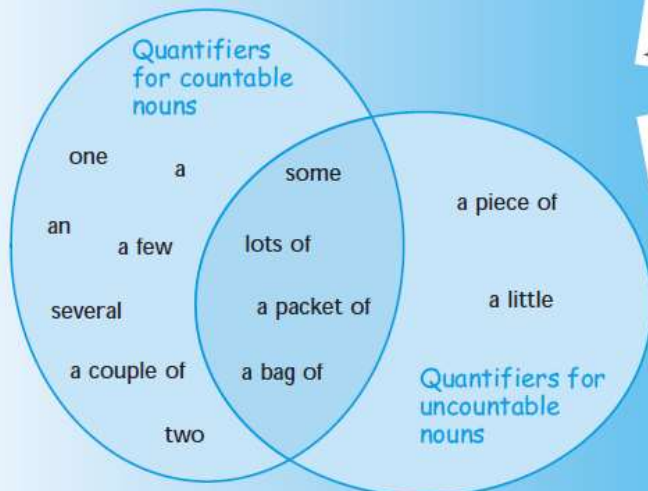 Quantifiers
for countable
nouns
one
a
some
an
a few
lots of
a piece of
several
a packet of
a little
a couple of
a bag of
two
Quantifiers for
uncountable
nouns